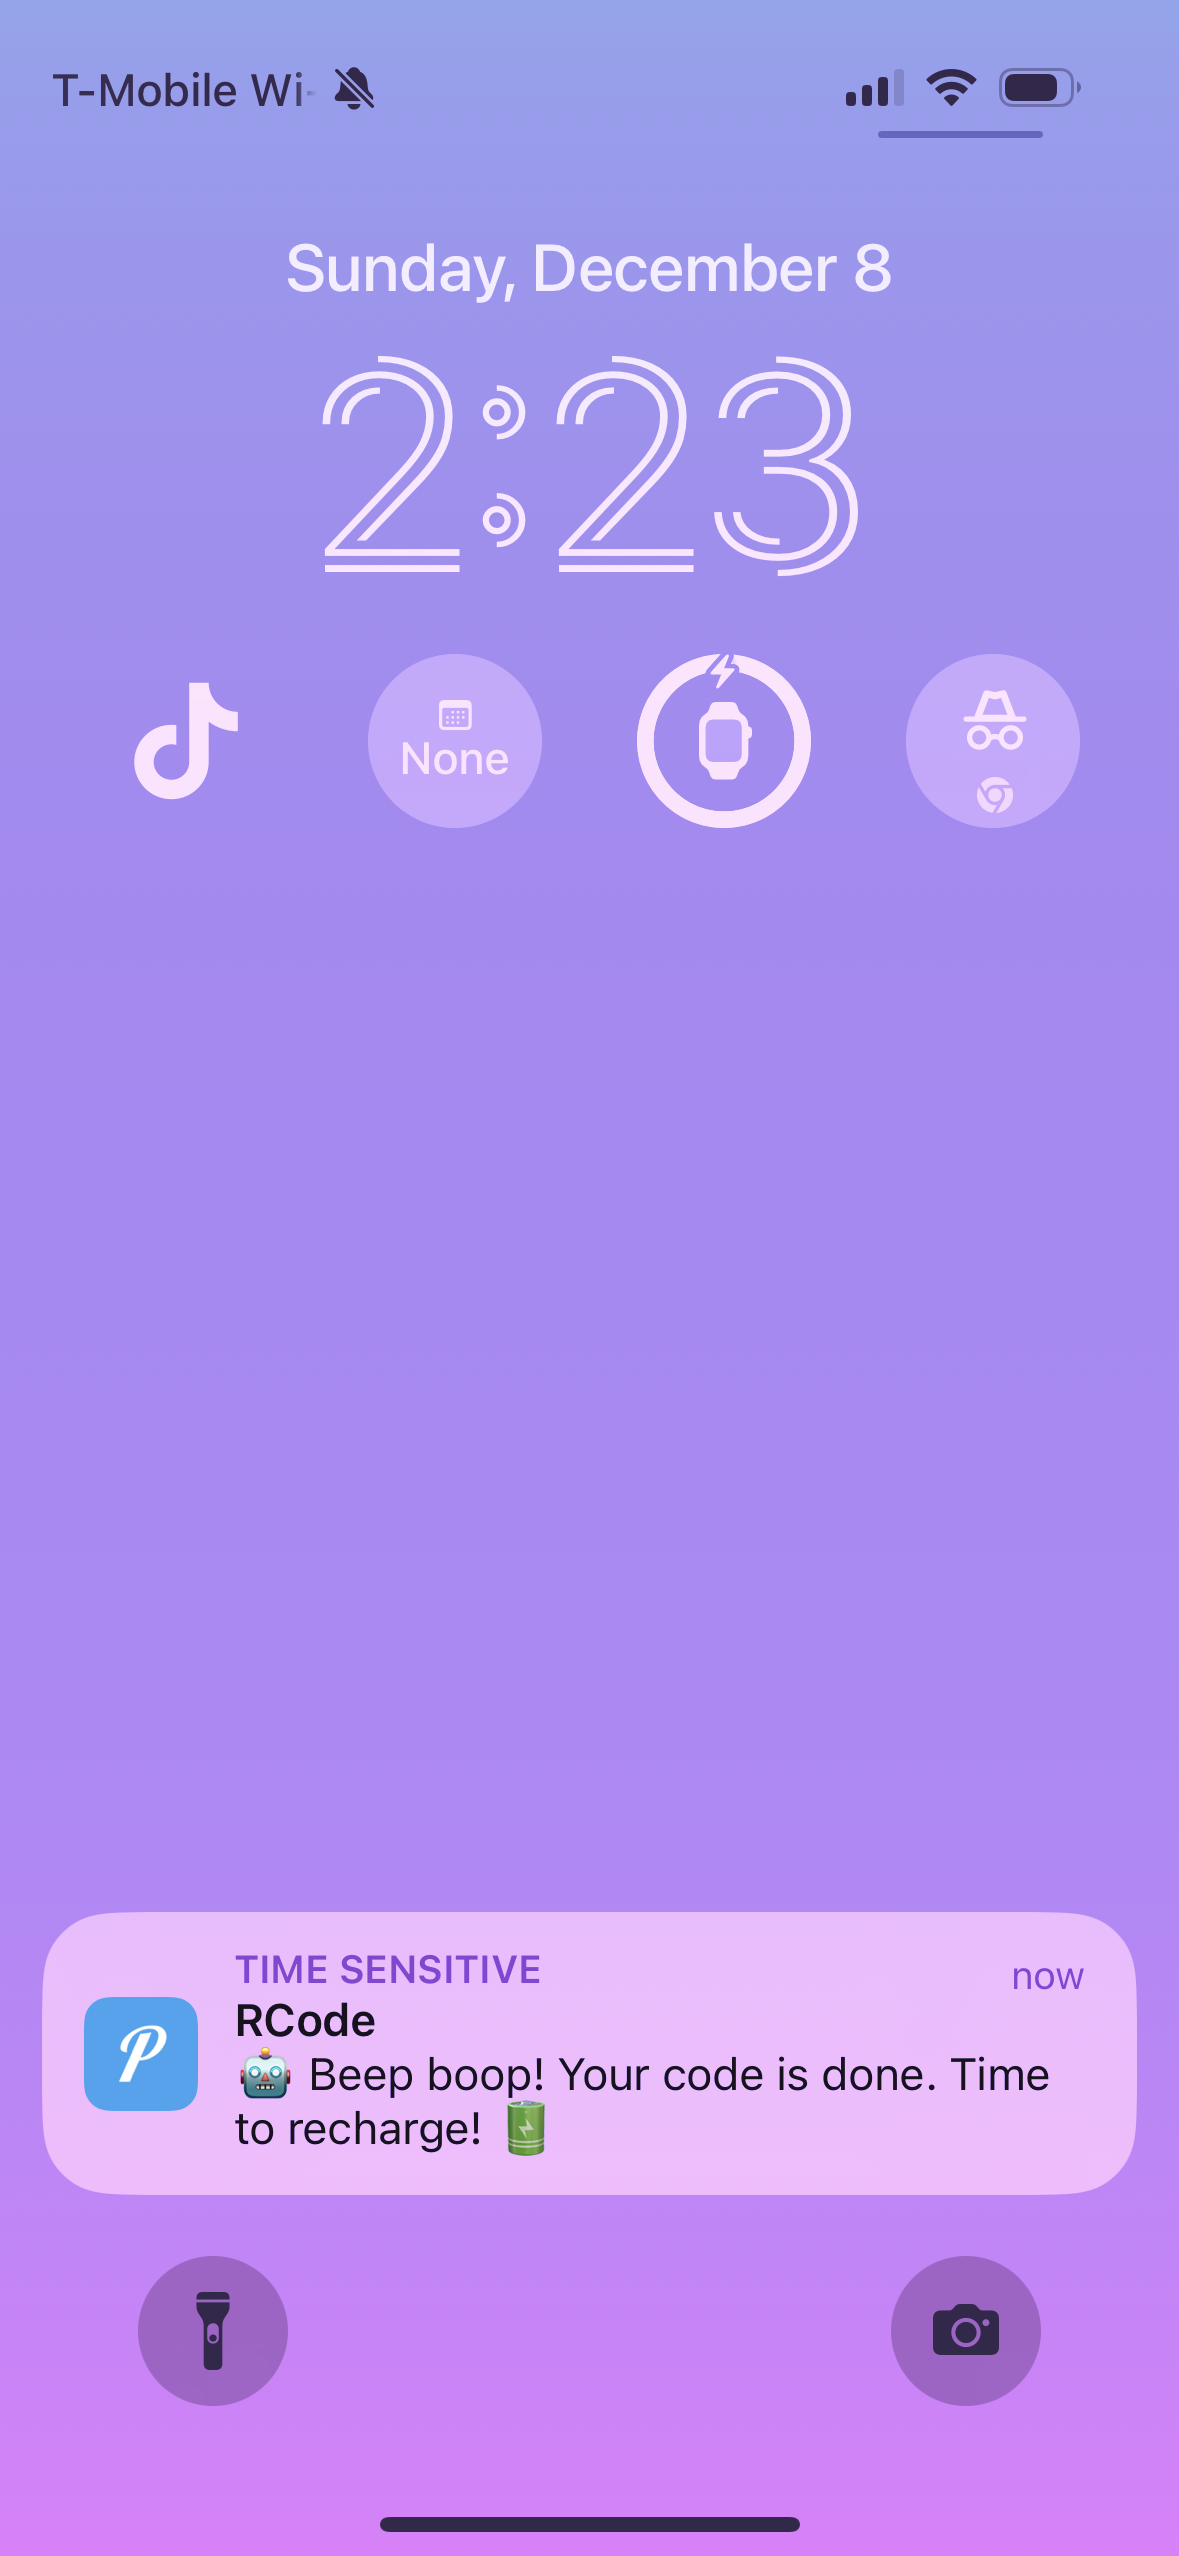 T-Mobile Wi-
Sunday, December 8
2:23
None
TIME SENSITIVE
now
RCode
🤖 Beep boop! Your code is done. Time
to recharge! 🔋